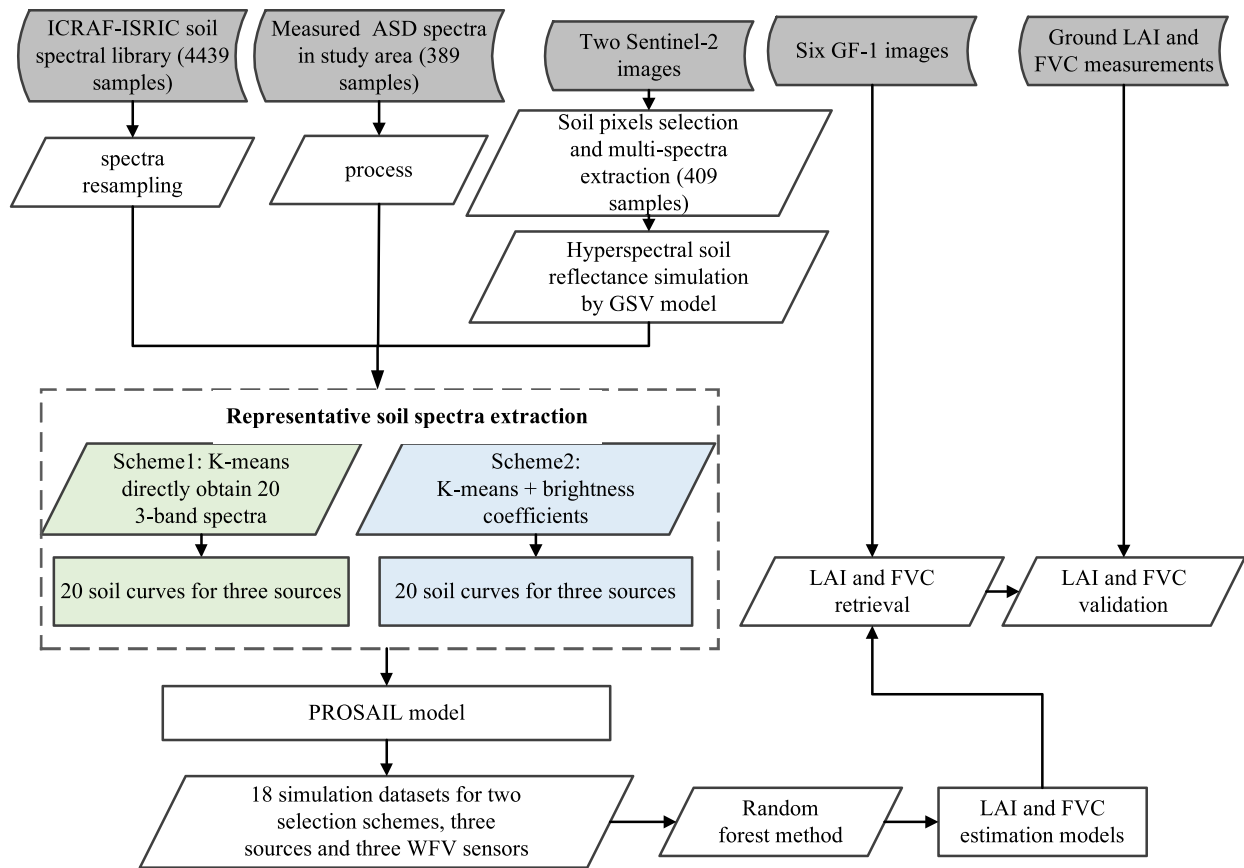 ICRAF-ISRIC soil
spectral library (4439
samples)
Measured ASD spectra
in study area (389
samples)
Two Sentinel-2
images
Six GF-1 images
Ground LAI and
FVC measurements
spectra
resampling
process
Soil pixels selection
and multi-spectra
extraction (409
samples)
Hyperspectral soil
reflectance simulation
by GSV model
Representative soil spectra extraction
Scheme1: K-means
directly obtain 20
3-band spectra
Scheme2:
K-means + brightness
coefficients
20 soil curves for three sources
20 soil curves for three sources
LAI and FVC
retrieval
LAI and FVC
validation
PROSAIL model
18 simulation datasets for two
selection schemes, three
sources and three WFV sensors
Random
forest method
LAI and FVC
estimation models